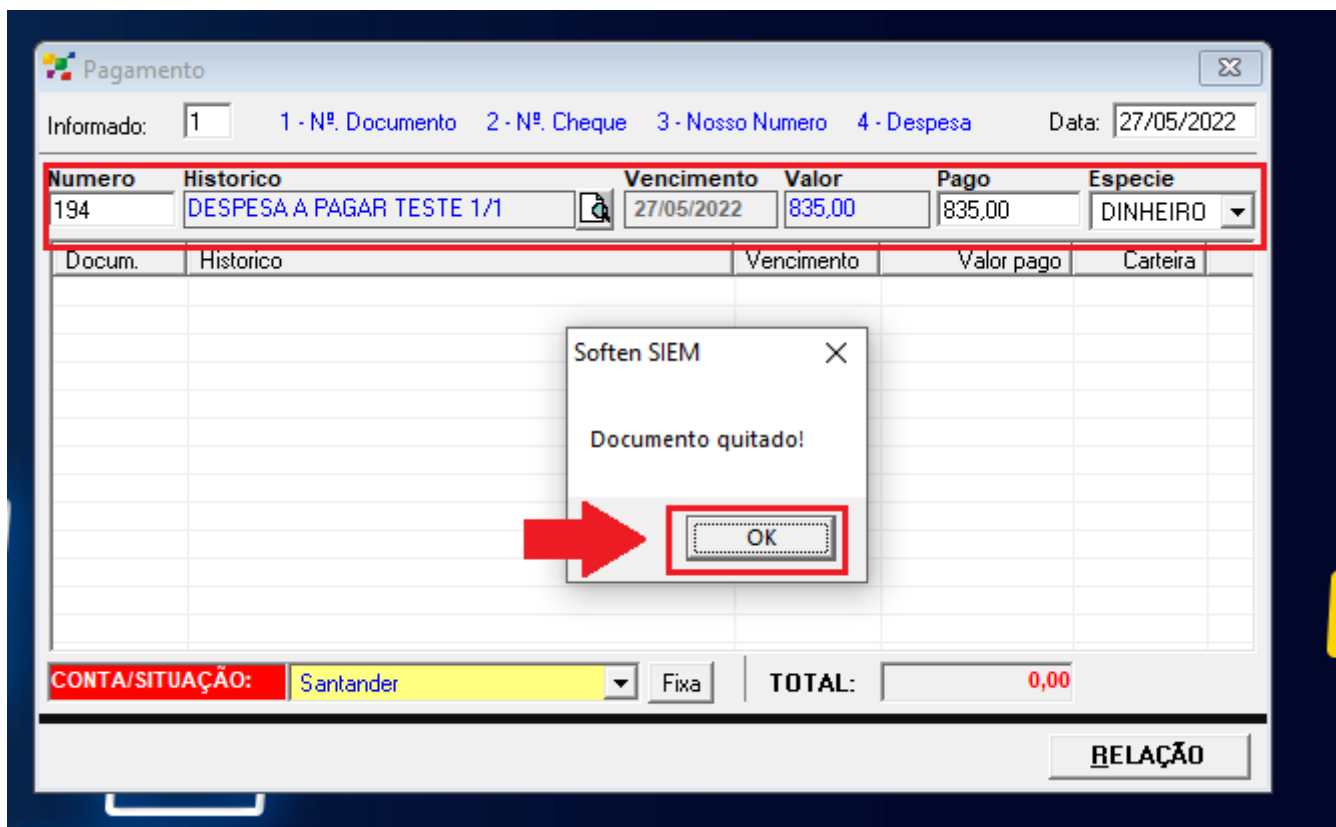 Pagamento
Informado: 1 1 - Nº. Documento 2 - Nº. Cheque 3 - Nosso Numero 4 - Despesa Data: 27/05/2022
Numero Historico Vencimento Valor Pago Especie
194 DESPESA A PAGAR TESTE 1/1 27/05/2022 835,00 835,00 DINHEIRO
Docum. Historico Vencimento Valor pago Carteira
Soften SIEM
Documento quitado!
OK
CONTA/SITUAÇÃO: Santander Fixa TOTAL: 0,00
RELAÇÃO